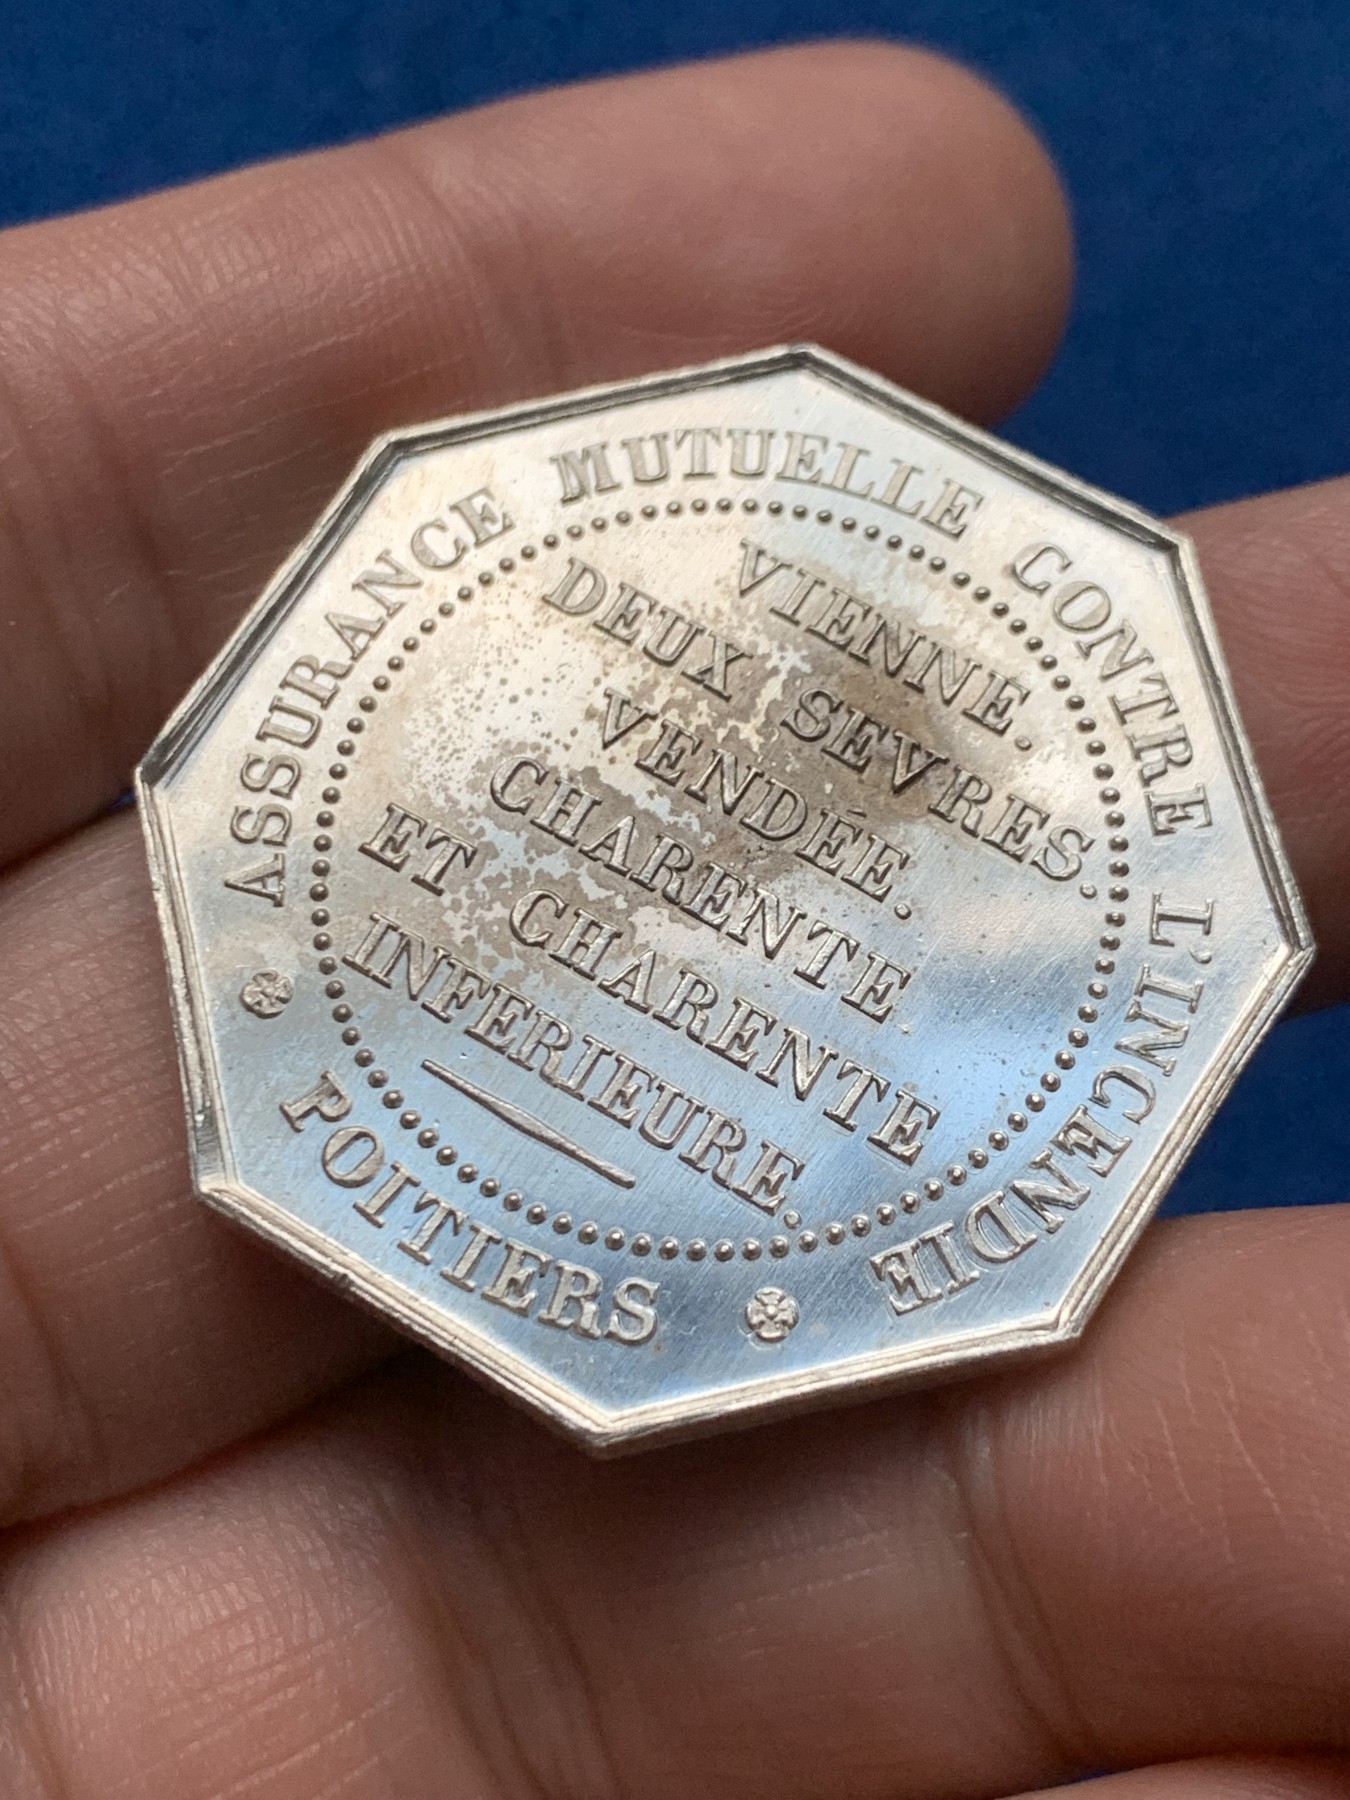 ASSURANCE MUTUELLE CONTRE L'INCENDIE
VIENNE.
DEUX SEVRES.
VENDÉE.
CHARENTE
ET CHARENTE
INFERIEURE.
POITIERS